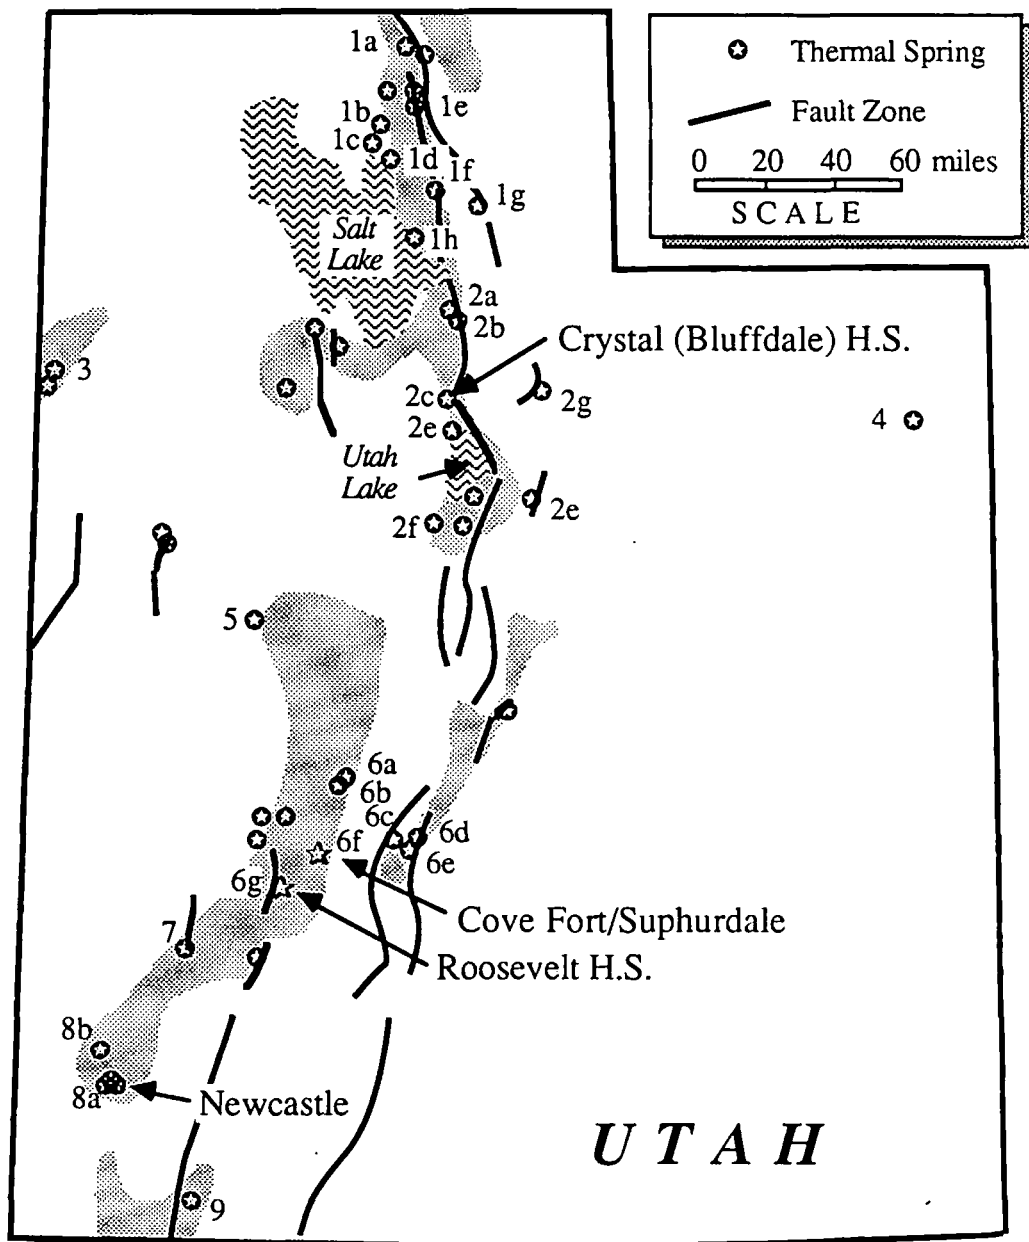 1a
Thermal Spring
1e
1b
Fault Zone
1c
1d
0 20 40 60 miles
1f
1g
SCALE
Salt
Lake
1h
2a
2b
Crystal (Bluffdale) H.S.
3
2c
2g
4
2e
Utah
Lake
2e
2f
5
6a
6b
6c
6d
6f
6e
6g
Cove Fort/Suphurdale
7
Roosevelt H.S.
8b
8a
Newcastle
UTAH
9